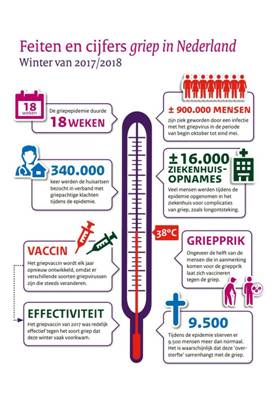 Feiten en cijfers griep in Nederland
Winter van 2017/2018
18
weken
De griepepidemie duurde
18 WEKEN
± 900.000 MENSEN
zijn ziek geworden door een infectie
met het griepvirus in de periode
van begin oktober tot eind mei.
340.000
keer werden de huisartsen
bezocht in verband met
griepachtige klachten
tijdens de epidemie.
± 16.000
ZIEKENHUIS-
OPNAMES
Veel mensen werden tijdens de
epidemie opgenomen in het
ziekenhuis voor complicaties
van griep, zoals longontsteking.
38°C
VACCIN
Het griepvaccin wordt elk jaar
opnieuw ontwikkeld, omdat er
verschillende soorten griepvirussen
zijn die steeds veranderen.
GRIEPPRIK
Ongeveer de helft van de
mensen die in aanmerking
komen voor de griepprik
laat zich vaccineren
tegen de griep.
EFFECTIVITEIT
Het griepvaccin van 2017 was redelijk
effectief tegen het soort griep dat
deze winter vaak voorkwam.
9.500
Tijdens de epidemie stierven er
9.500 mensen meer dan normaal.
Het is waarschijnlijk dat deze 'over-
sterfte' samenhangt met de griep.